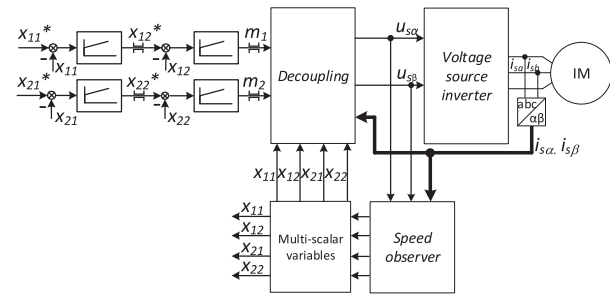 x11* x12* m1
x11 x12
x21* x22* m2
x21 x22
Decoupling
usα
usβ
Voltage source inverter
isa isb
IM
abc
αβ
isα. isβ
x11 x12 x21 x22
x11
x12
x21
x22
Multi-scalar variables
Speed observer